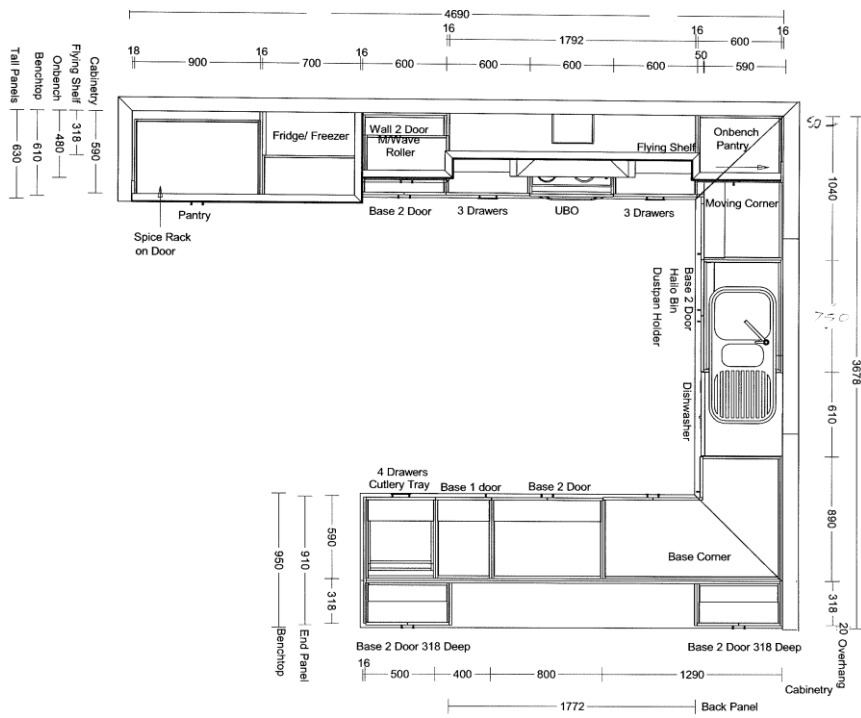 4690
16
16
16
1792
600
18
16
16
50
900
700
600
600
600
600
590
Cabinetry
Flying Shelf
Onbench
Benchtop
Tall Panels
590
318
480
610
630
Fridge/ Freezer
Wall 2 Door
M/Wave
Roller
Flying Shelf
Onbench
Pantry
50
1040
Pantry
Base 2 Door
3 Drawers
UBO
3 Drawers
Moving Corner
Spice Rack
on Door
Base 2 Door
Hailo Bin
Dustpan Holder
750
3678
Dishwasher
610
4 Drawers
Cutlery Tray
Base 1 door
Base 2 Door
890
590
910
950
Base Corner
318
318
20 Overhang
End Panel
Benchtop
Base 2 Door 318 Deep
Base 2 Door 318 Deep
16
500
400
800
1290
Cabinetry
1772
Back Panel